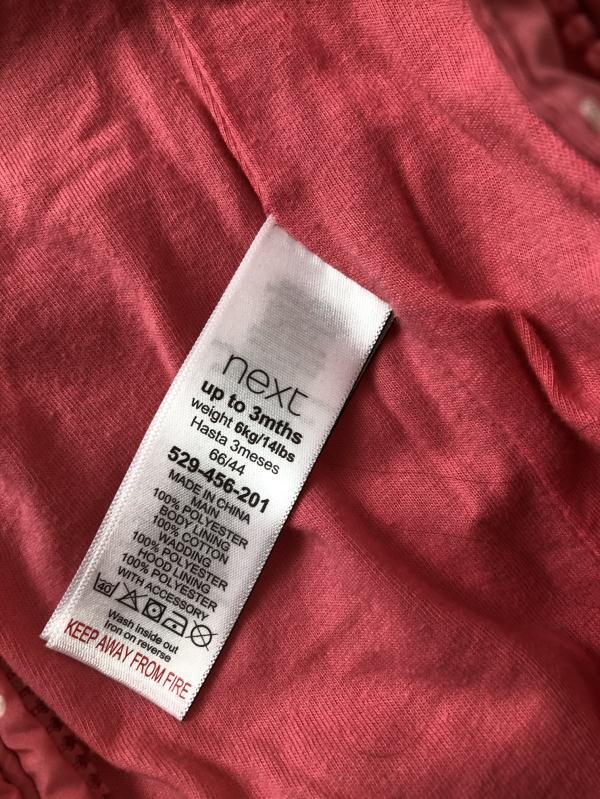 next
up to 3mths
weight 6kg/14lbs
Hasta 3meses
66/44
529-456-201
MADE IN CHINA
& MAIN
100% POLYESTER
BODY LINING
100% COTTON
WADDING
100% POLYESTER
HOOD LINING
100% POLYESTER
WITH ACCESSORY
40
Wash inside out
Iron on reverse
KEEP AWAY FROM FIRE